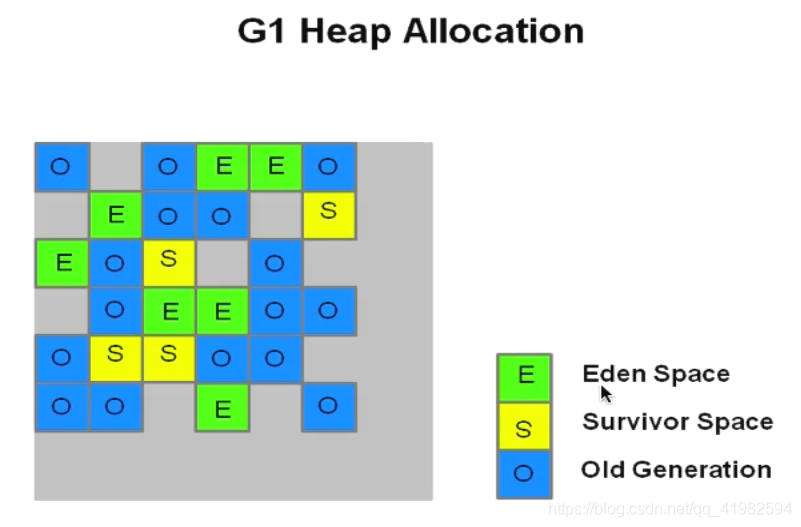 G1 Heap Allocation
O O E E O
E O O S
E O S O
O E E O O
O S S O O
O O E O
E Eden Space
S Survivor Space
O Old Generation
https://blog.csdn.net/qq_41982594